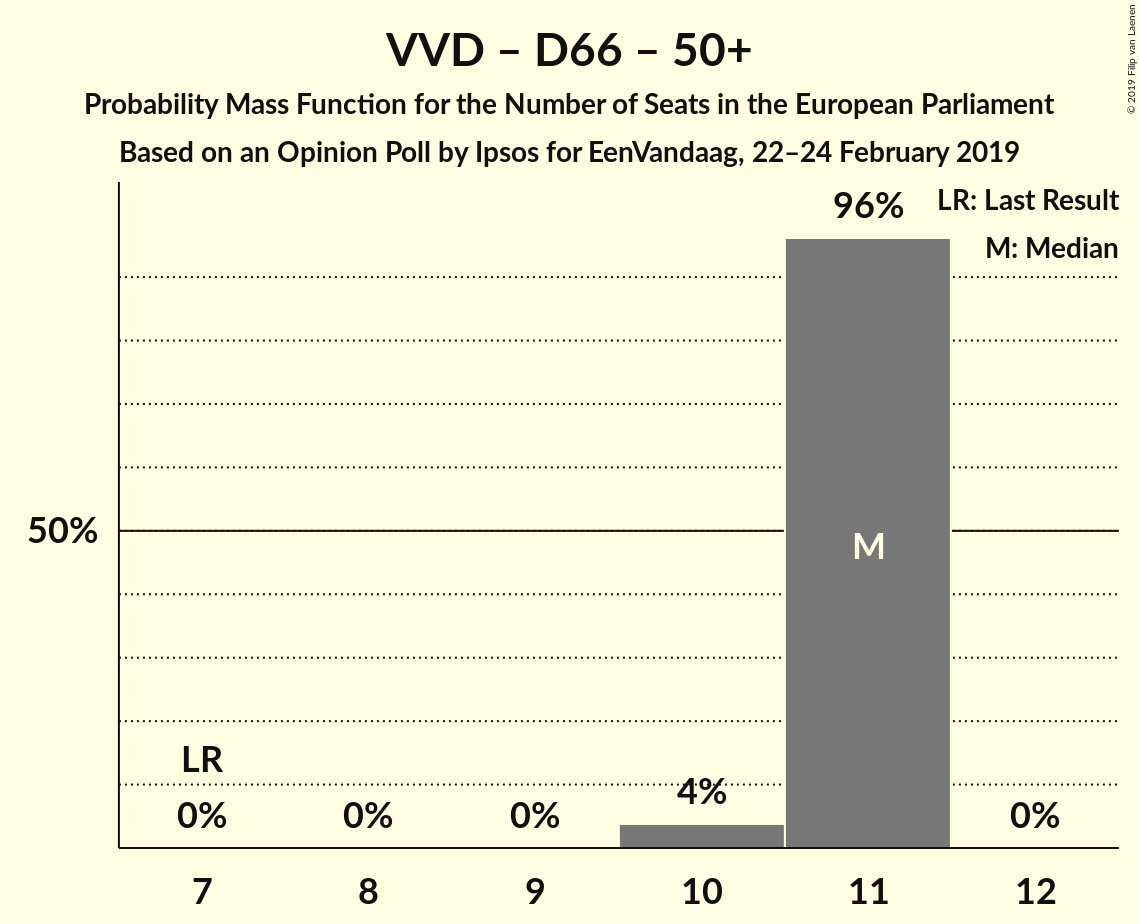 VVD – D66 – 50+
Probability Mass Function for the Number of Seats in the European Parliament
Based on an Opinion Poll by Ipsos for EenVandaag, 22–24 February 2019
© 2019 Filip van Laenen
LR: Last Result
M: Median
96%
50%
M
LR
0%
0%
0%
4%
0%
7
8
9
10
11
12